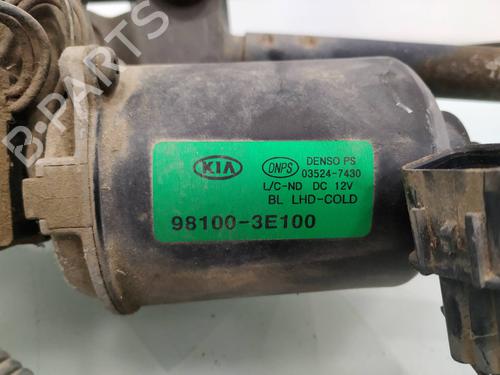 B-PARTS
KIA
DNPS
DENSO PS
03524-7430
L/C-ND DC 12V
BL LHD-COLD
98100-3E100